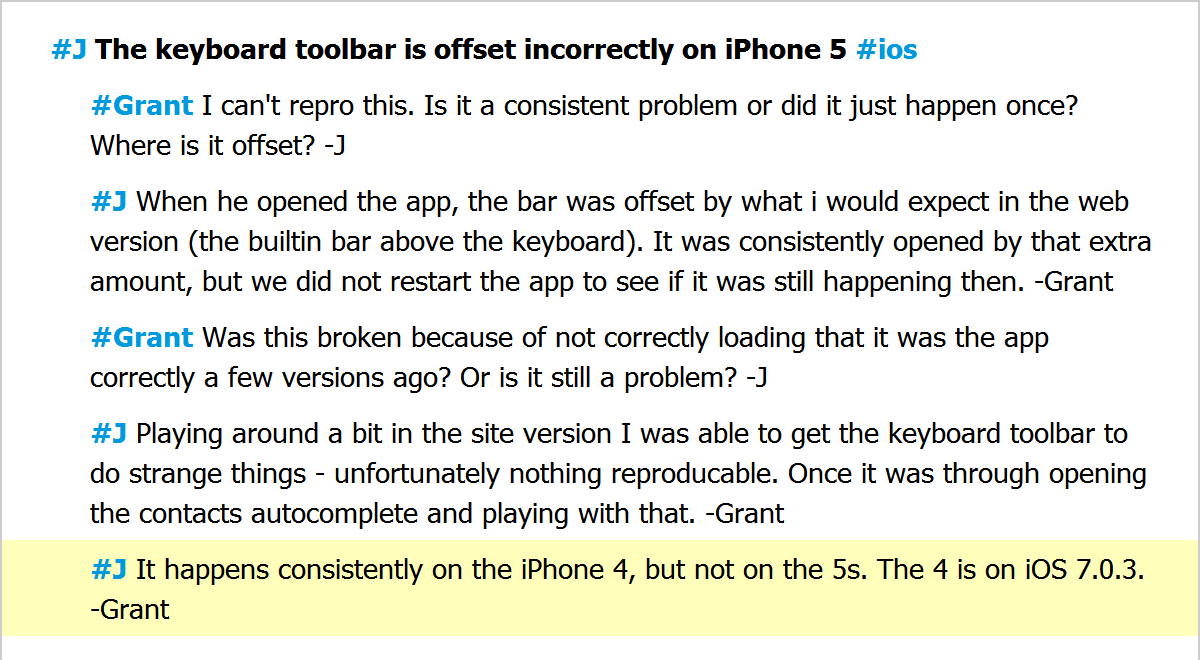 #J The keyboard toolbar is offset incorrectly on iPhone 5 #ios
#Grant I can't repro this. Is it a consistent problem or did it just happen once?
Where is it offset? -J
#J When he opened the app, the bar was offset by what i would expect in the web
version (the builtin bar above the keyboard). It was consistently opened by that extra
amount, but we did not restart the app to see if it was still happening then. -Grant
#Grant Was this broken because of not correctly loading that it was the app
correctly a few versions ago? Or is it still a problem? -J
#J Playing around a bit in the site version I was able to get the keyboard toolbar to
do strange things - unfortunately nothing reproducable. Once it was through opening
the contacts autocomplete and playing with that. -Grant
#J It happens consistently on the iPhone 4, but not on the 5s. The 4 is on iOS 7.0.3.
-Grant